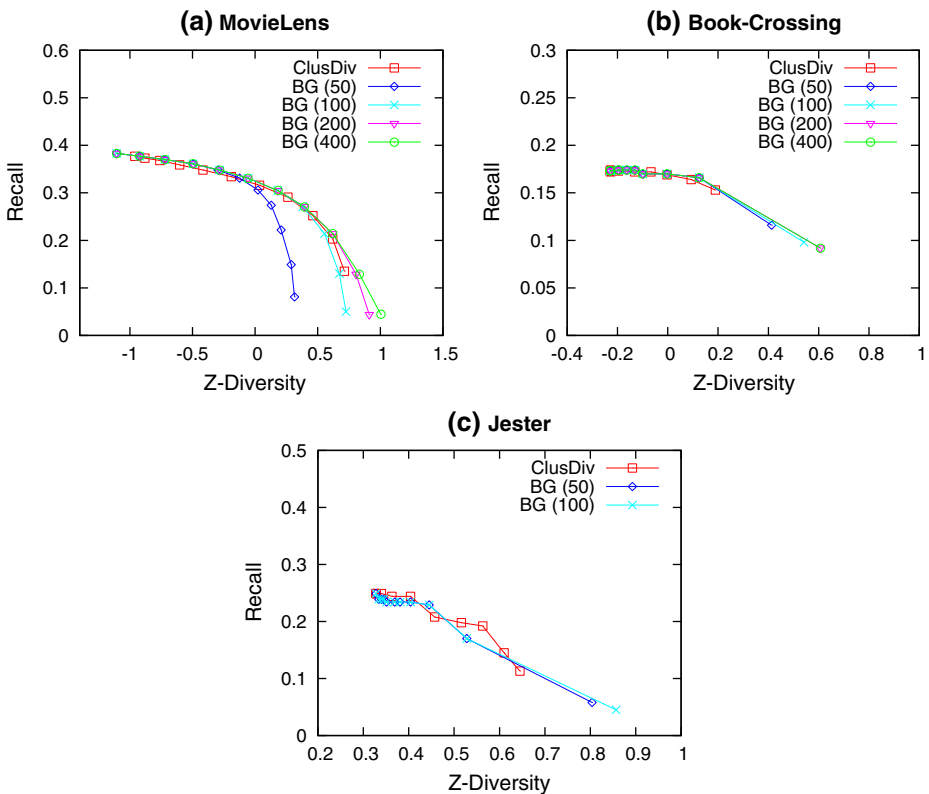 (a) MovieLens
0.6
0.5
0.4
0.3
0.2
0.1
0
Recall
-1
-0.5
0
0.5
1
1.5
Z-Diversity
ClusDiv
BG (50)
BG (100)
BG (200)
BG (400)
(b) Book-Crossing
0.3
0.25
0.2
0.15
0.1
0.05
0
Recall
-0.4
-0.2
0
0.2
0.4
0.6
0.8
1
Z-Diversity
ClusDiv
BG (50)
BG (100)
BG (200)
BG (400)
(c) Jester
0.5
0.4
0.3
0.2
0.1
0
Recall
0.2
0.3
0.4
0.5
0.6
0.7
0.8
0.9
1
Z-Diversity
ClusDiv
BG (50)
BG (100)